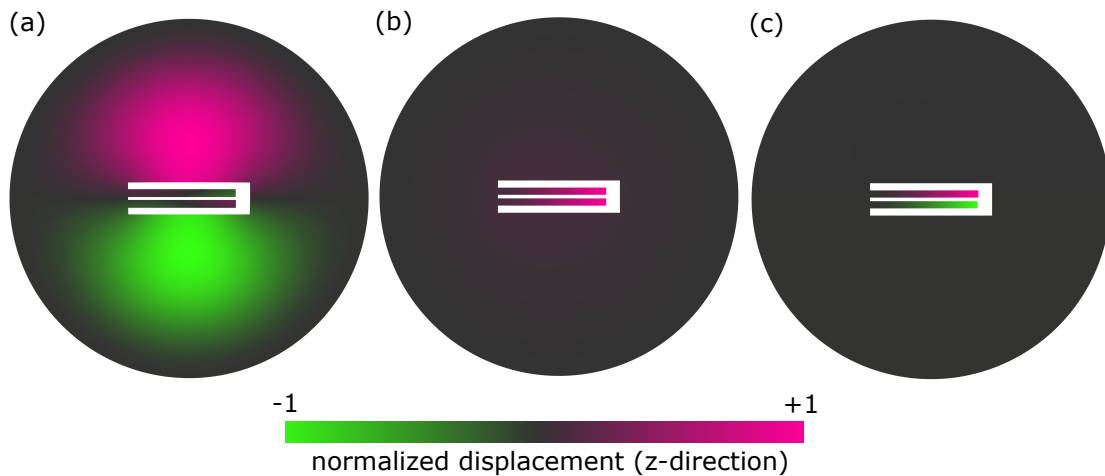 (a) (b) (c)
-1 +1
normalized displacement (z-direction)